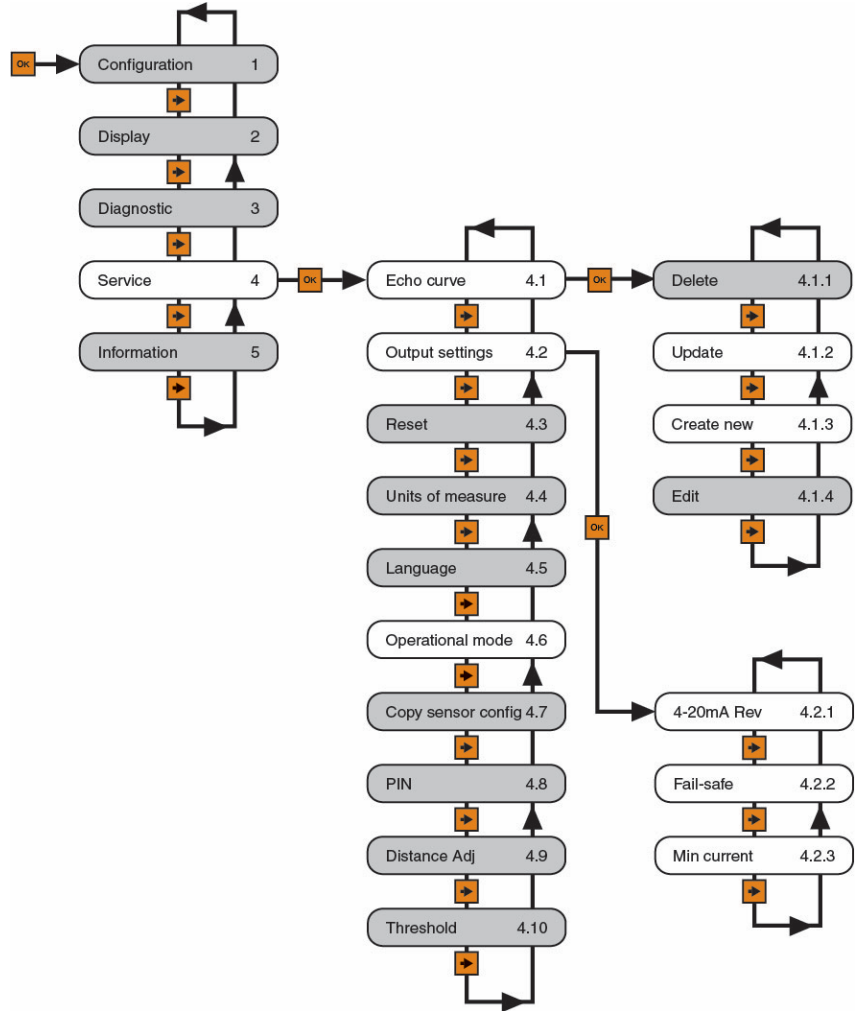 OK
Configuration 1
Display 2
Diagnostic 3
Service 4
OK
Information 5
Echo curve 4.1
OK
Output settings 4.2
Reset 4.3
Units of measure 4.4
OK
Language 4.5
Operational mode 4.6
Copy sensor config 4.7
PIN 4.8
Distance Adj 4.9
Threshold 4.10
Delete 4.1.1
Update 4.1.2
Create new 4.1.3
Edit 4.1.4
4-20mA Rev 4.2.1
Fail-safe 4.2.2
Min current 4.2.3